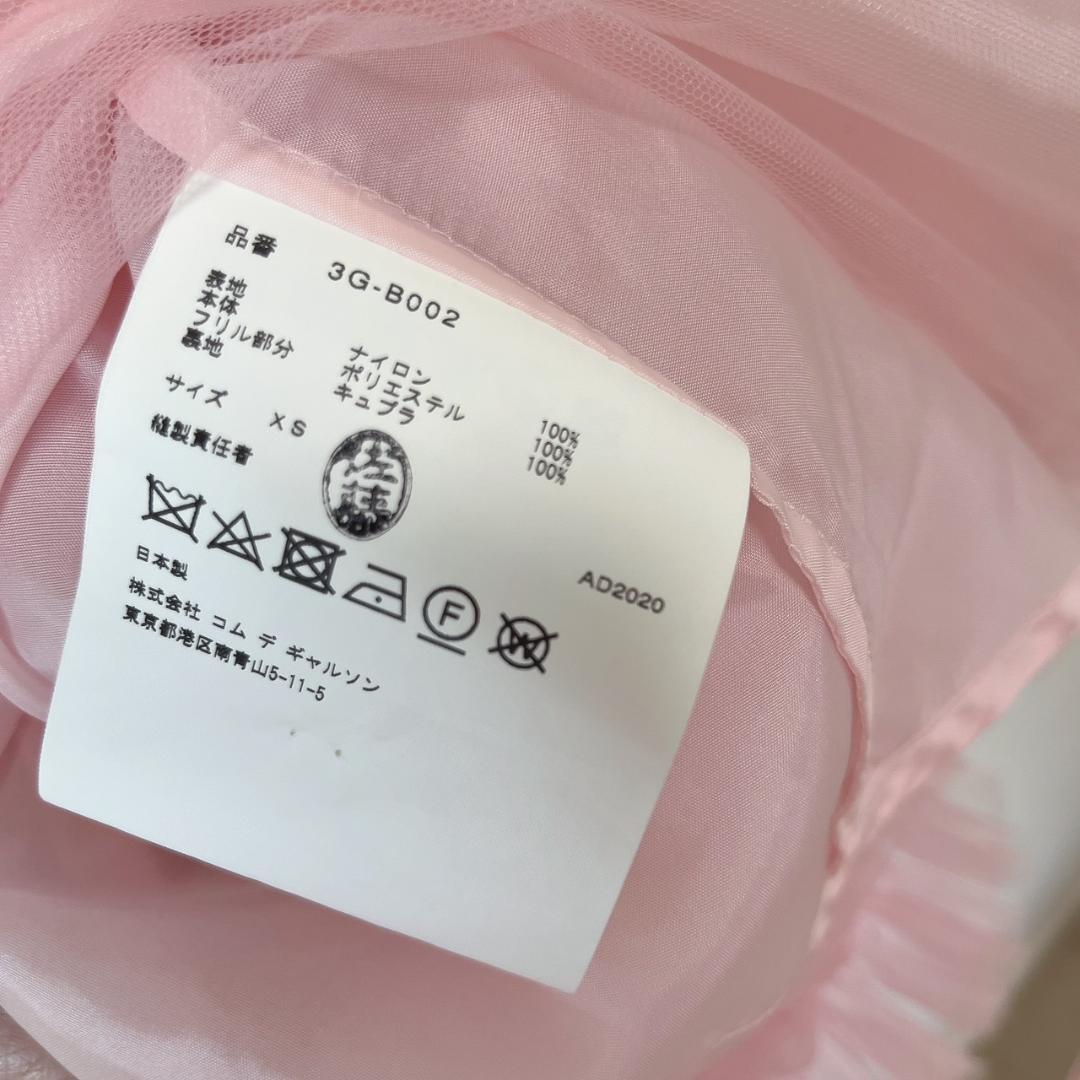 品番 3G-B002
表地
本体 ナイロン 100%
フリル部分 ポリエステル 100%
裏地 キュプラ 100%
サイズ XS
縫製責任者 佐藤
AD2020
F
W
日本製
株式会社 コム デ ギャルソン
東京都港区南青山5-11-5